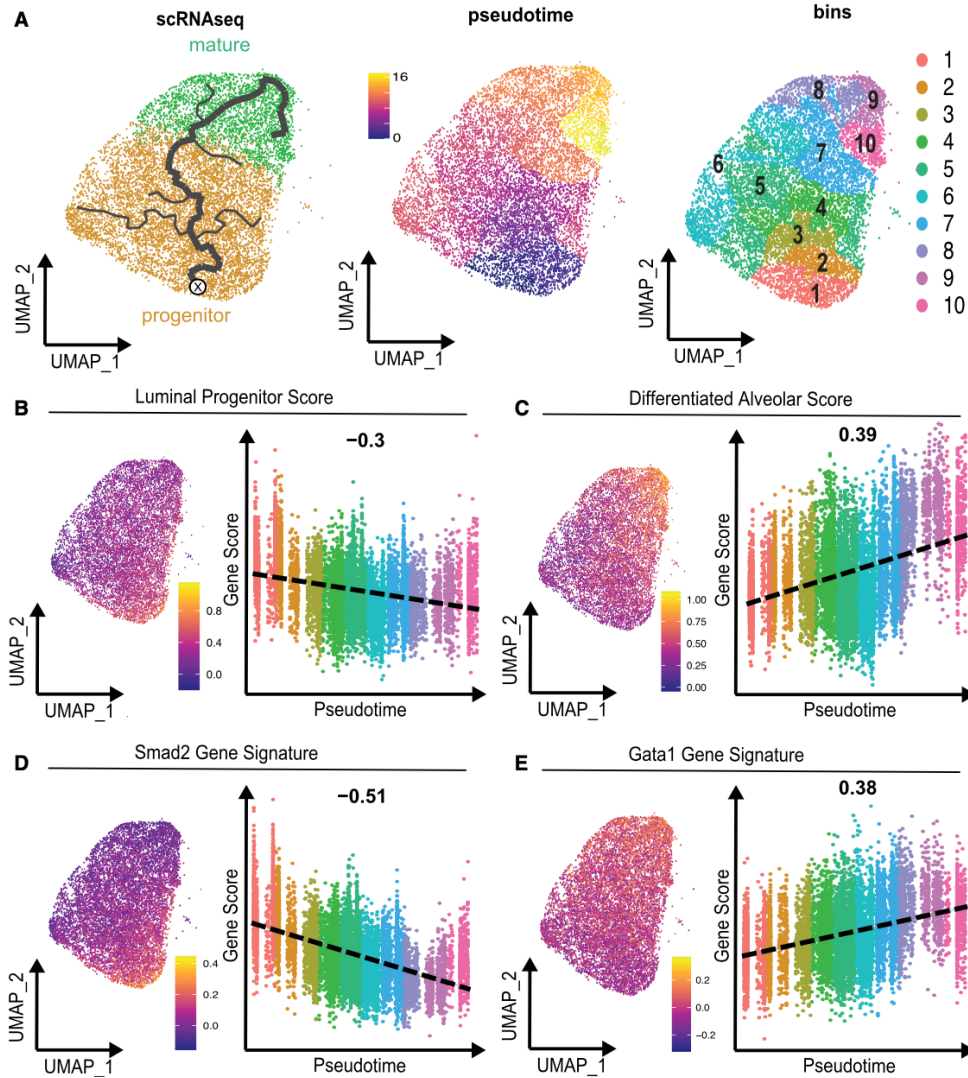 A
scRNAseq
mature
progenitor
X
UMAP_2
UMAP_1
pseudotime
16
0
UMAP_2
UMAP_1
bins
1
2
3
4
5
6
7
8
9
10
UMAP_2
UMAP_1
1
2
3
4
5
6
7
8
9
10
B
Luminal Progenitor Score
0.8
0.4
0.0
UMAP_2
UMAP_1
−0.3
Gene Score
Pseudotime
C
Differentiated Alveolar Score
1.00
0.75
0.50
0.25
0.00
UMAP_2
UMAP_1
0.39
Gene Score
Pseudotime
D
Smad2 Gene Signature
0.4
0.2
0.0
UMAP_2
UMAP_1
−0.51
Gene Score
Pseudotime
E
Gata1 Gene Signature
0.2
0.0
−0.2
UMAP_2
UMAP_1
0.38
Gene Score
Pseudotime